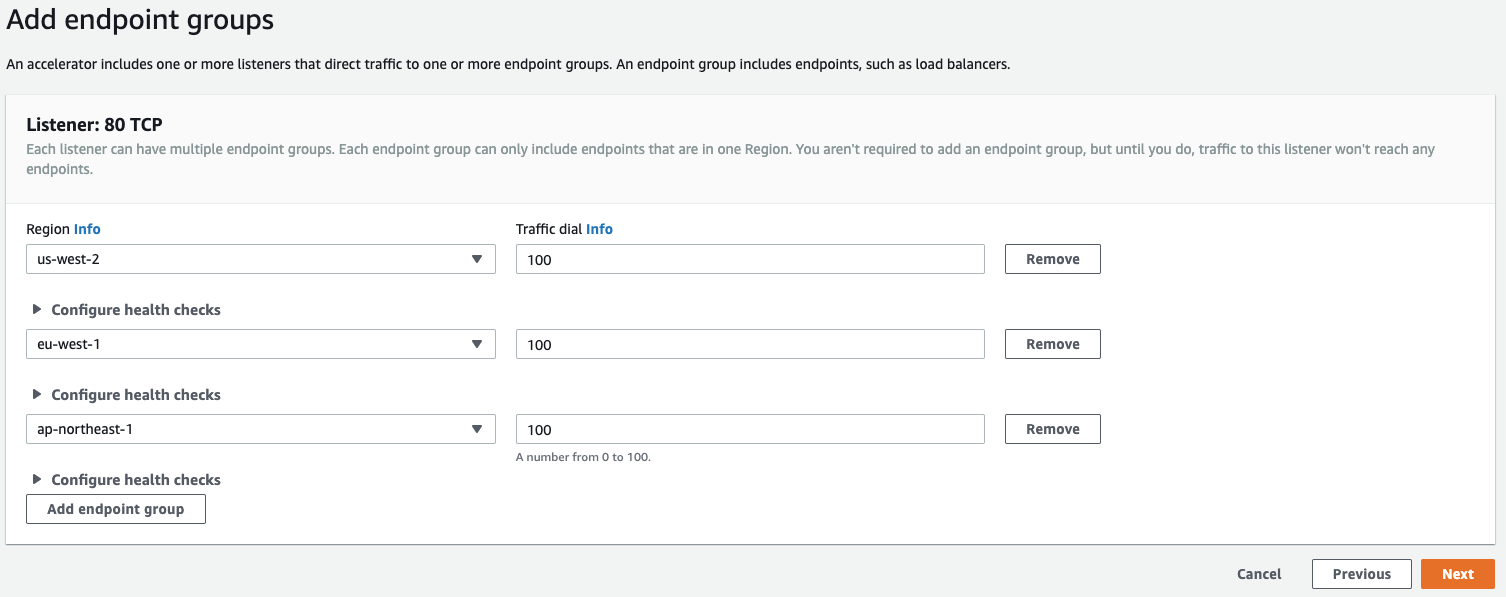 Add endpoint groups
An accelerator includes one or more listeners that direct traffic to one or more endpoint groups. An endpoint group includes endpoints, such as load balancers.
Listener: 80 TCP
Each listener can have multiple endpoint groups. Each endpoint group can only include endpoints that are in one Region. You aren't required to add an endpoint group, but until you do, traffic to this listener won't reach any
endpoints.
Region Info Traffic dial Info
us-west-2 100 Remove
Configure health checks
eu-west-1 100 Remove
Configure health checks
ap-northeast-1 100 Remove
A number from 0 to 100.
Configure health checks
Add endpoint group
Cancel Previous Next